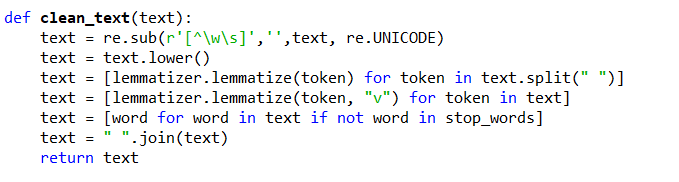 def clean_text(text):
    text = re.sub(r'[^\w\s]','',text, re.UNICODE)
    text = text.lower()
    text = [lemmatizer.lemmatize(token) for token in text.split(" ")]
    text = [lemmatizer.lemmatize(token, "v") for token in text]
    text = [word for word in text if not word in stop_words]
    text = " ".join(text)
    return text